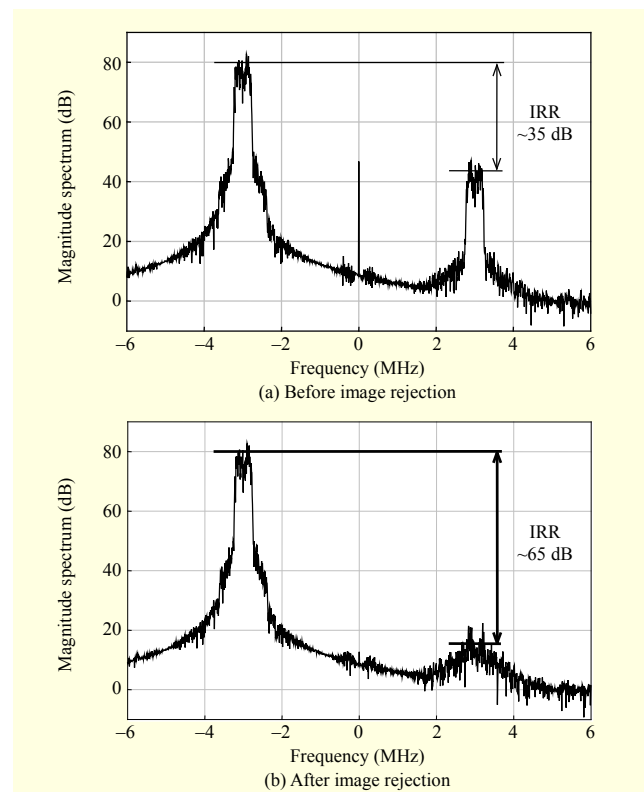 Magnitude spectrum (dB)
80
60
40
20
0
IRR
~35 dB
–6 –4 –2 0 2 4 6
Frequency (MHz)
(a) Before image rejection
Magnitude spectrum (dB)
80
60
40
20
0
IRR
~65 dB
–6 –4 –2 0 2 4 6
Frequency (MHz)
(b) After image rejection